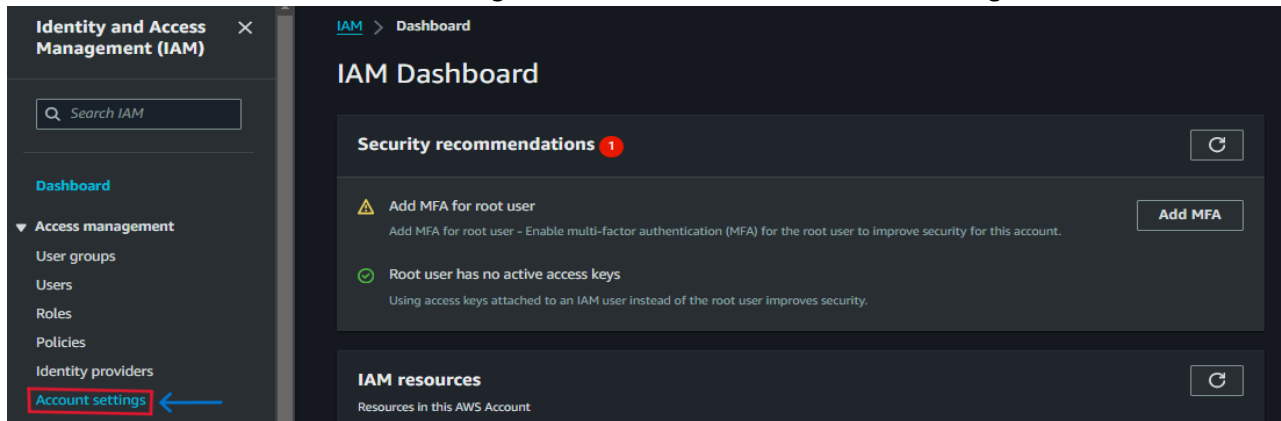 Identity and Access
Management (IAM)
Search IAM
Dashboard
Access management
User groups
Users
Roles
Policies
Identity providers
Account settings
IAM > Dashboard
IAM Dashboard
Security recommendations 1
Add MFA for root user
Add MFA for root user - Enable multi-factor authentication (MFA) for the root user to improve security for this account.
Add MFA
Root user has no active access keys
Using access keys attached to an IAM user instead of the root user improves security.
IAM resources
Resources in this AWS Account